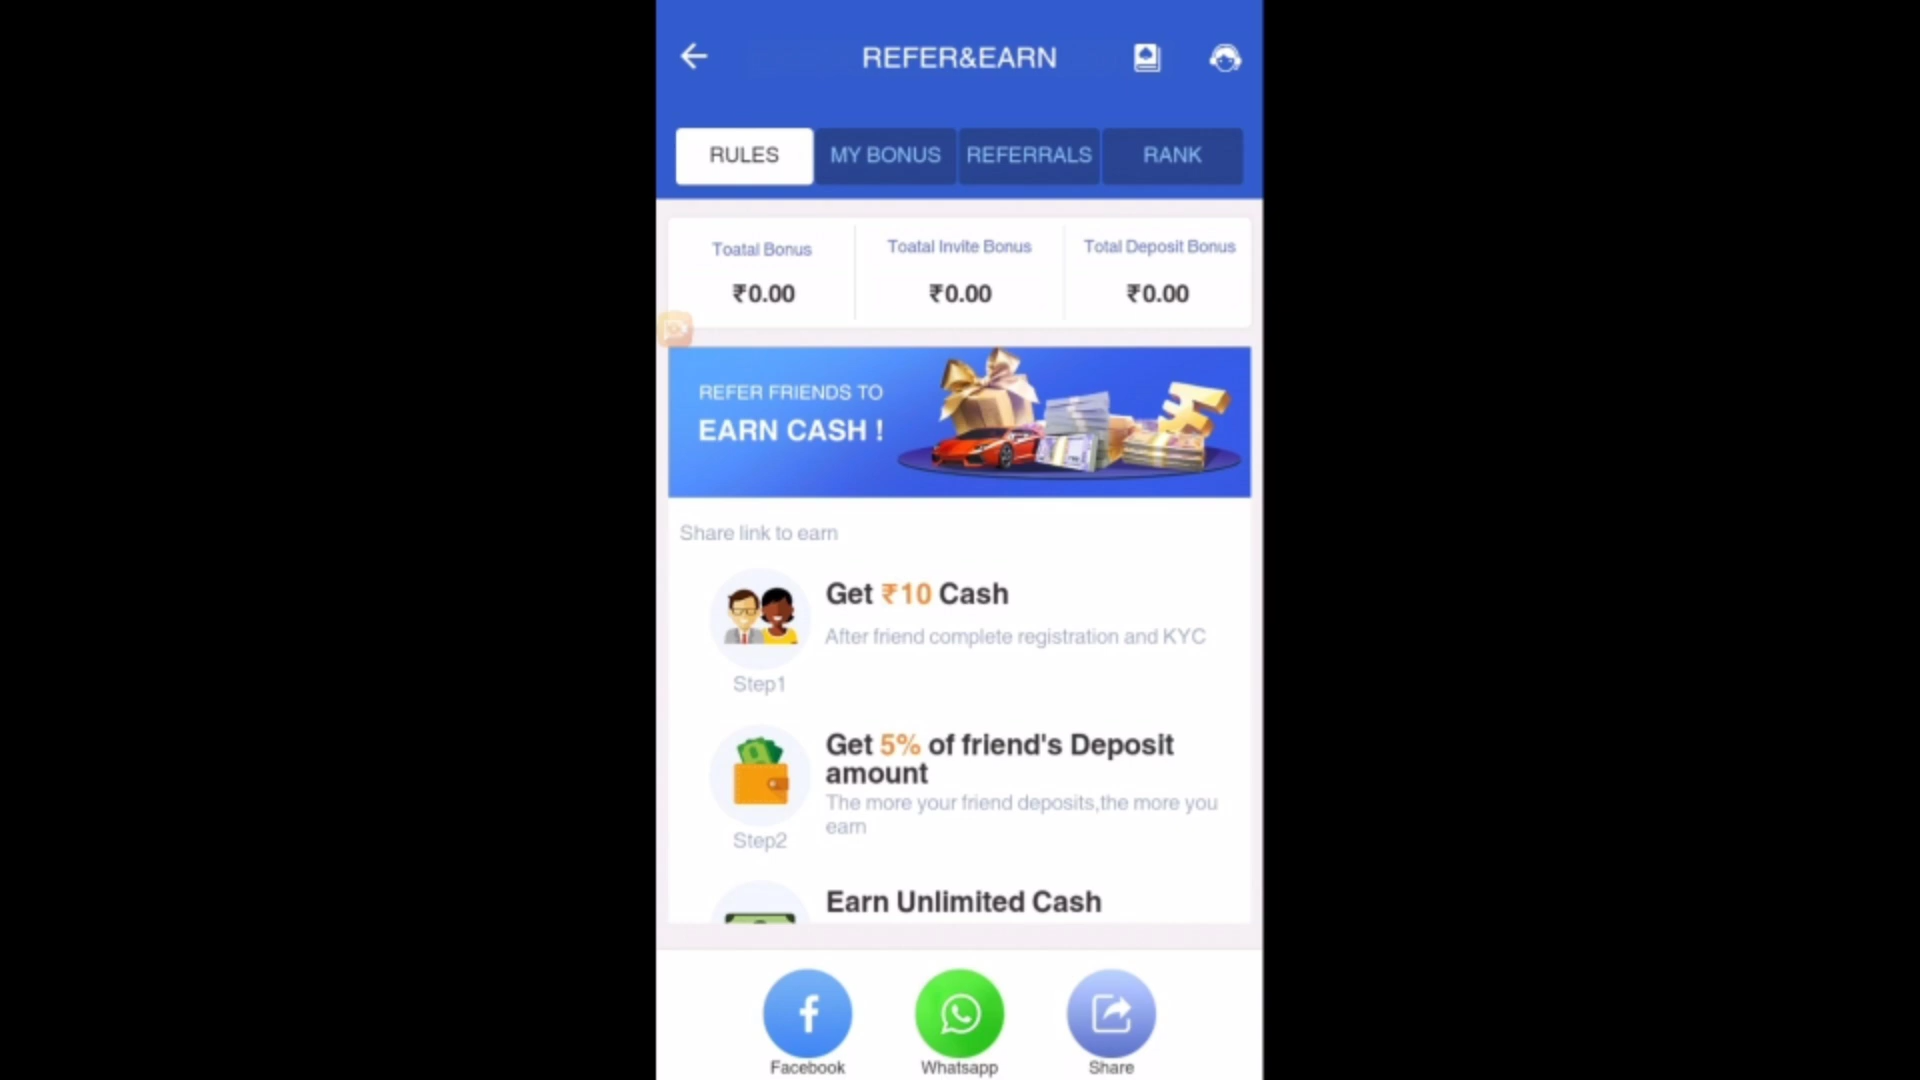 REFER&EARN
RULES
MY BONUS
REFERRALS
RANK
Toatal Bonus
Toatal Invite Bonus
Total Deposit Bonus
₹0.00
₹0.00
₹0.00
REFER FRIENDS TO
EARN CASH !
Share link to earn
Get ₹10 Cash
After friend complete registration and KYC
Step1
Get 5% of friend's Deposit
amount
The more your friend deposits,the more you
earn
Step2
Earn Unlimited Cash
Facebook
Whatsapp
Share